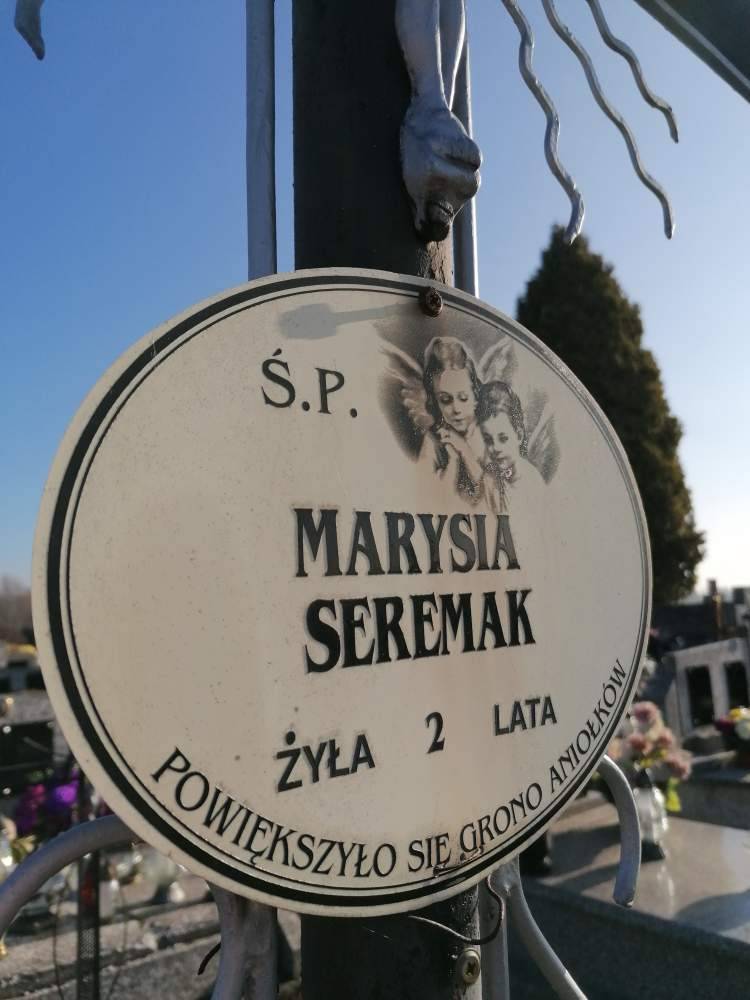 Ś.P.
MARYSIA
SEREMAK
ŻYŁA 2 LATA
POWIĘKSZYŁO SIĘ GRONO ANIOŁKÓW